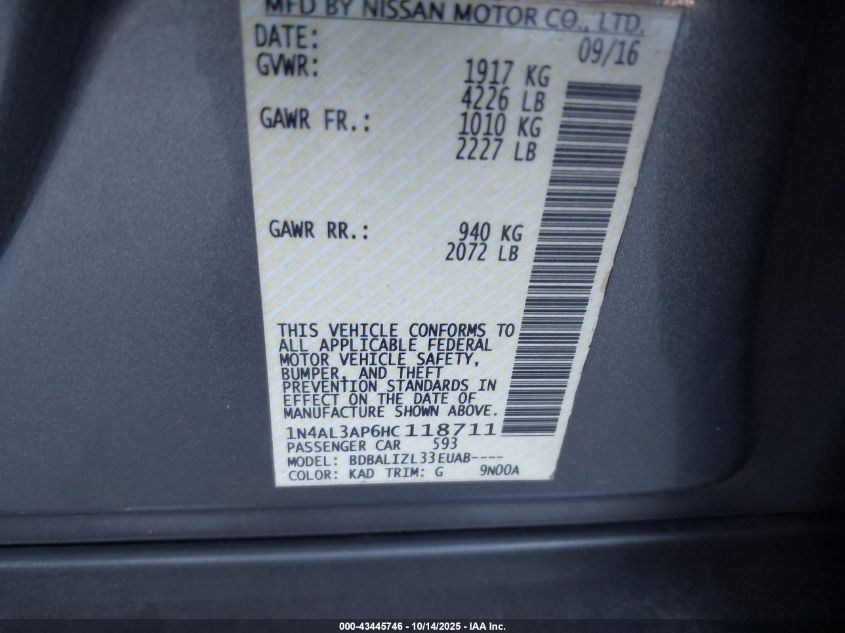 MFD BY NISSAN MOTOR CO., LTD.
DATE: 09/16
GVWR: 1917 KG
4226 LB
GAWR FR.: 1010 KG
2227 LB
GAWR RR.: 940 KG
2072 LB
THIS VEHICLE CONFORMS TO
ALL APPLICABLE FEDERAL
MOTOR VEHICLE SAFETY,
BUMPER, AND THEFT
PREVENTION STANDARDS IN
EFFECT ON THE DATE OF
MANUFACTURE SHOWN ABOVE.
1N4AL3AP6HC118711
PASSENGER CAR 593
MODEL: BDBALIZL33EUAB----
COLOR: KAD TRIM: G 9N00A
000-43445746 - 10/14/2025 - IAA Inc.